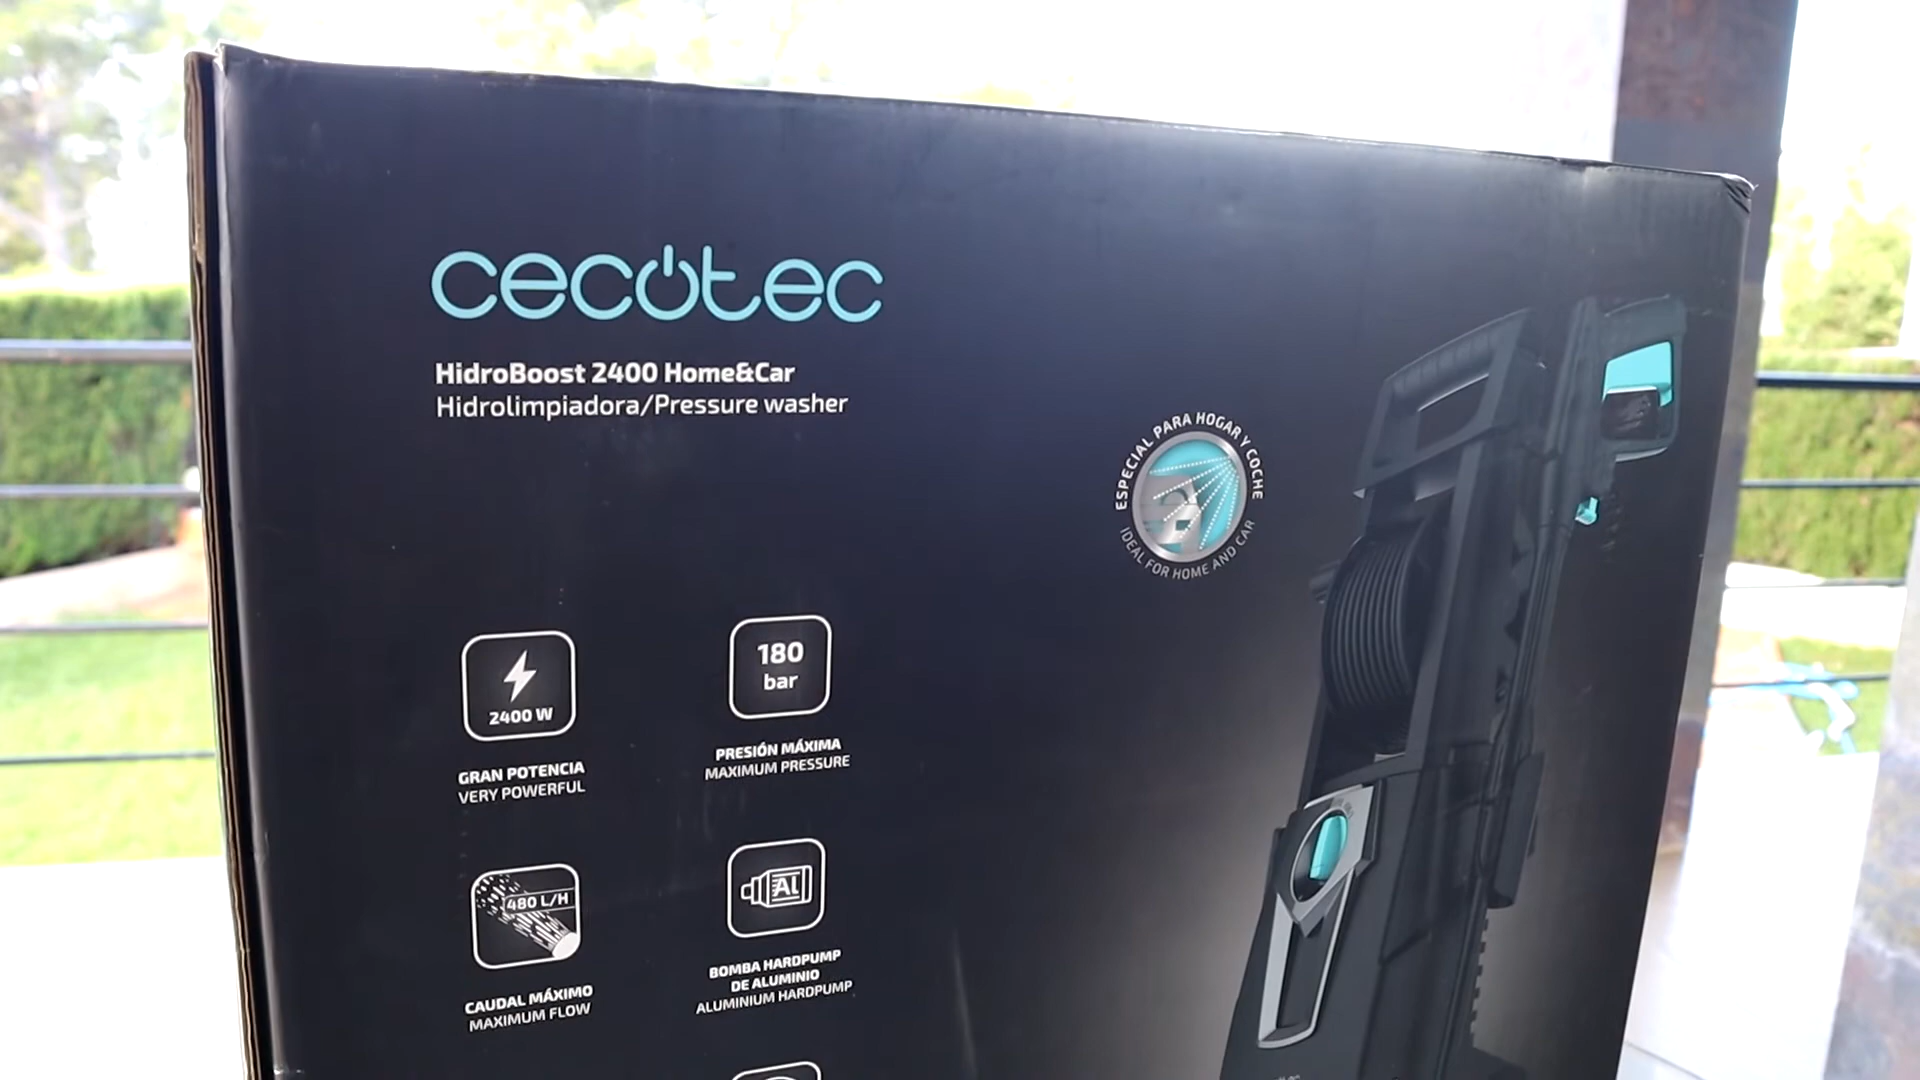 cecotec
HidroBoost 2400 Home&Car
Hidrolimpiadora/Pressure washer
ESPECIAL PARA HOGAR Y COCHE
IDEAL FOR HOME AND CAR
2400 W
GRAN POTENCIA
VERY POWERFUL
180
bar
PRESIÓN MÁXIMA
MAXIMUM PRESSURE
480 L/H
CAUDAL MÁXIMO
MAXIMUM FLOW
AL
BOMBA HARDPUMP
DE ALUMINIO
ALUMINIUM HARDPUMP